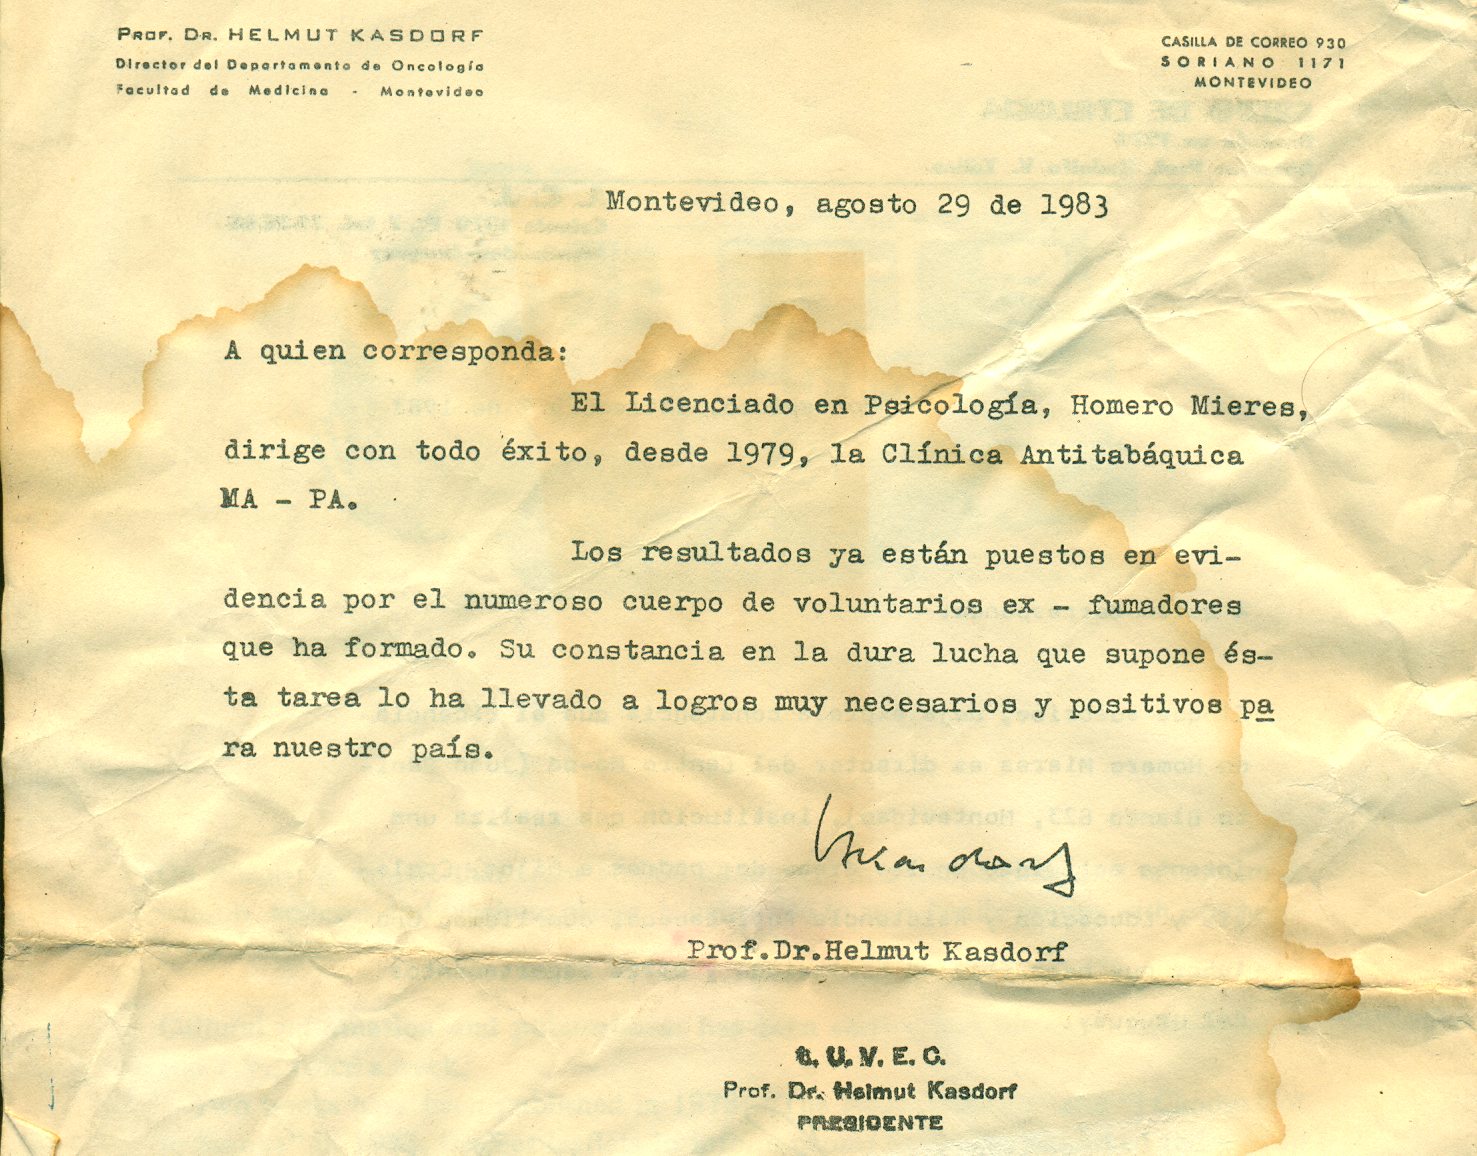 PROF. DR. HELMUT KASDORF
Director del Departamento de Oncología
Facultad de Medicina - Montevideo
CASILLA DE CORREO 930
SORIANO 1171
MONTEVIDEO
Montevideo, agosto 29 de 1983
A quien corresponda:
El Licenciado en Psicología, Homero Mieres,
dirige con todo éxito, desde 1979, la Clínica Antitabáquica
MA - PA.
Los resultados ya están puestos en evi-
dencia por el numeroso cuerpo de voluntarios ex - fumadores
que ha formado. Su constancia en la dura lucha que supone és-
ta tarea lo ha llevado a logros muy necesarios y positivos pa
ra nuestro país.
Kasdorf
Prof.Dr.Helmut Kasdorf
U. V. E. C.
Prof. Dr. Helmut Kasdorf
PRESIDENTE